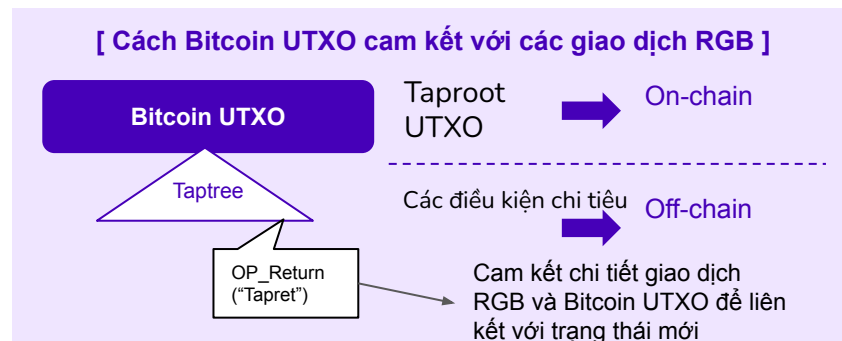 [ Cách Bitcoin UTXO cam kết với các giao dịch RGB ]
Bitcoin UTXO
Taptree
OP_Return
(“Tapret”)
Taproot
UTXO
On-chain
Các điều kiện chi tiêu
Off-chain
Cam kết chi tiết giao dịch
RGB và Bitcoin UTXO để liên
kết với trạng thái mới